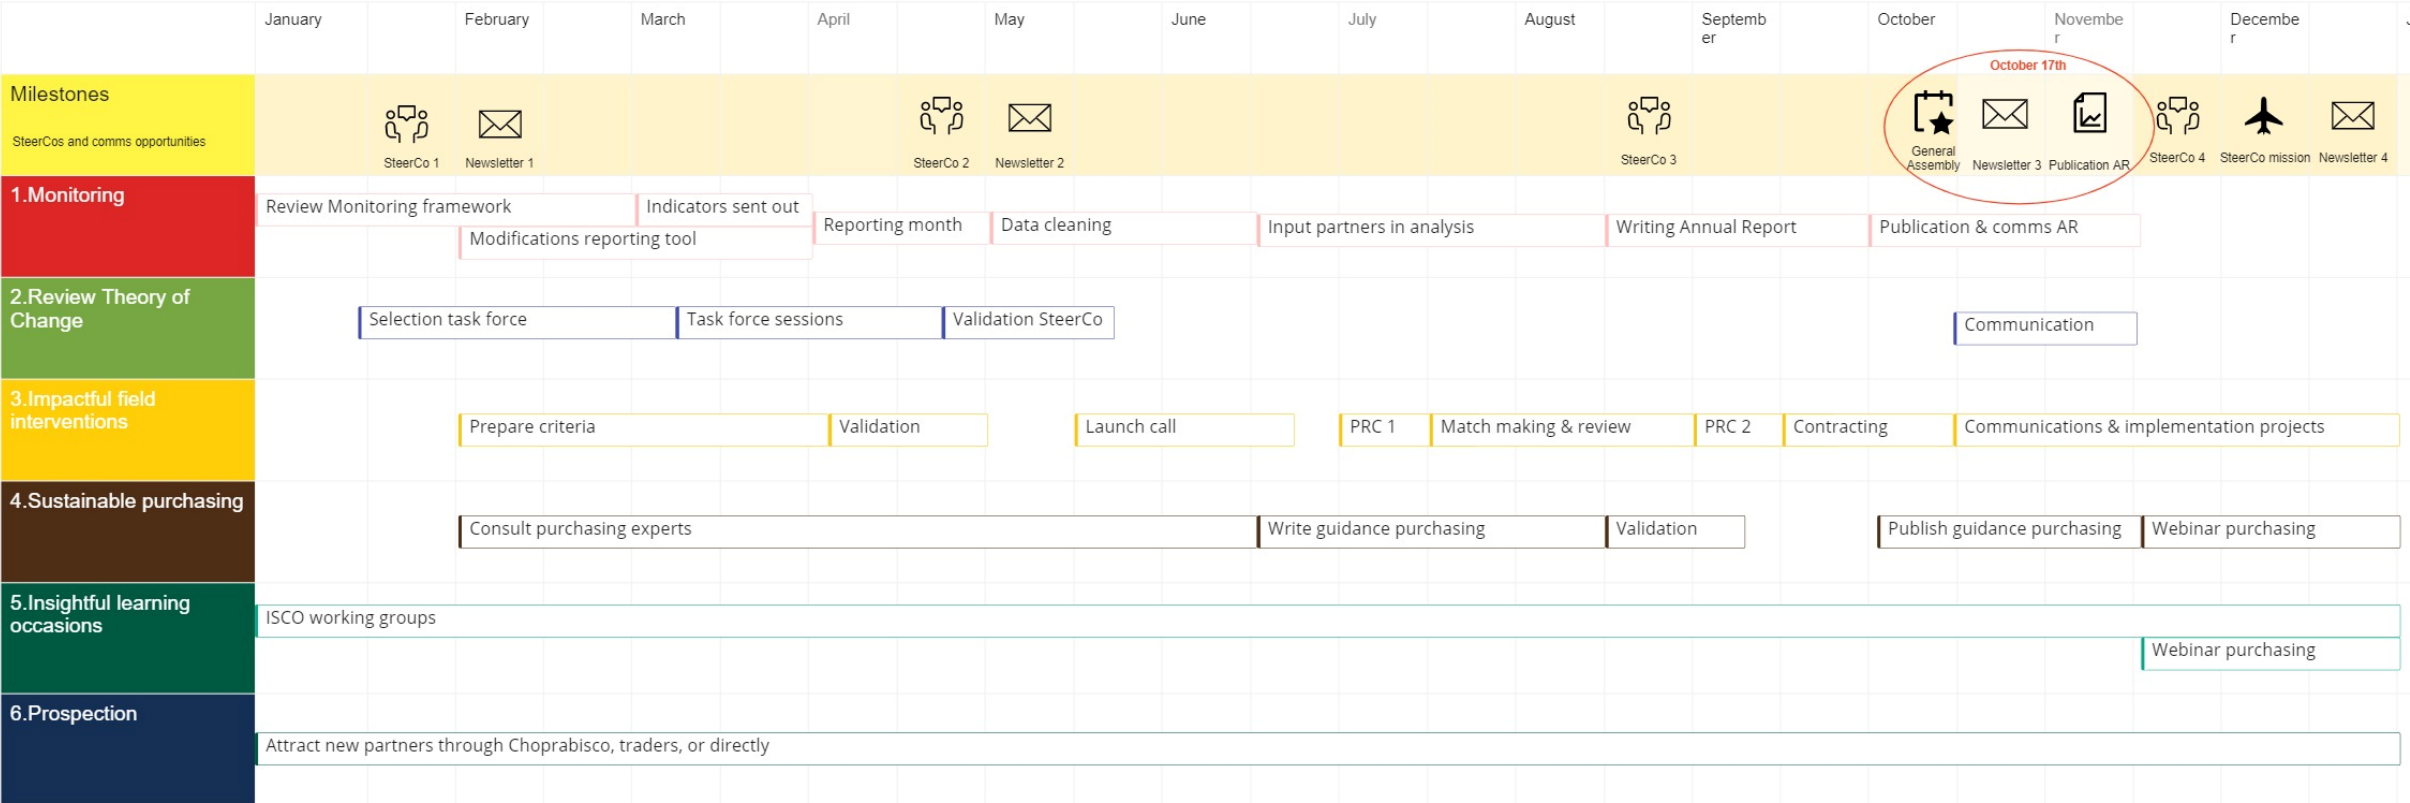 January
February
March
April
May
June
July
August
Septemb
er
October
Novembe
r
Decembe
r
October 17th
Milestones
SteerCos and comms opportunities
SteerCo 1
Newsletter 1
SteerCo 2
Newsletter 2
SteerCo 3
General
Assembly
Newsletter 3
Publication AR
SteerCo 4
SteerCo mission
Newsletter 4
1.Monitoring
Review Monitoring framework
Indicators sent out
Modifications reporting tool
Reporting month
Data cleaning
Input partners in analysis
Writing Annual Report
Publication & comms AR
2.Review Theory of
Change
Selection task force
Task force sessions
Validation SteerCo
Communication
3.Impactful field
interventions
Prepare criteria
Validation
Launch call
PRC 1
Match making & review
PRC 2
Contracting
Communications & implementation projects
4.Sustainable purchasing
Consult purchasing experts
Write guidance purchasing
Validation
Publish guidance purchasing
Webinar purchasing
5.Insightful learning
occasions
ISCO working groups
Webinar purchasing
6.Prospection
Attract new partners through Choprabisco, traders, or directly